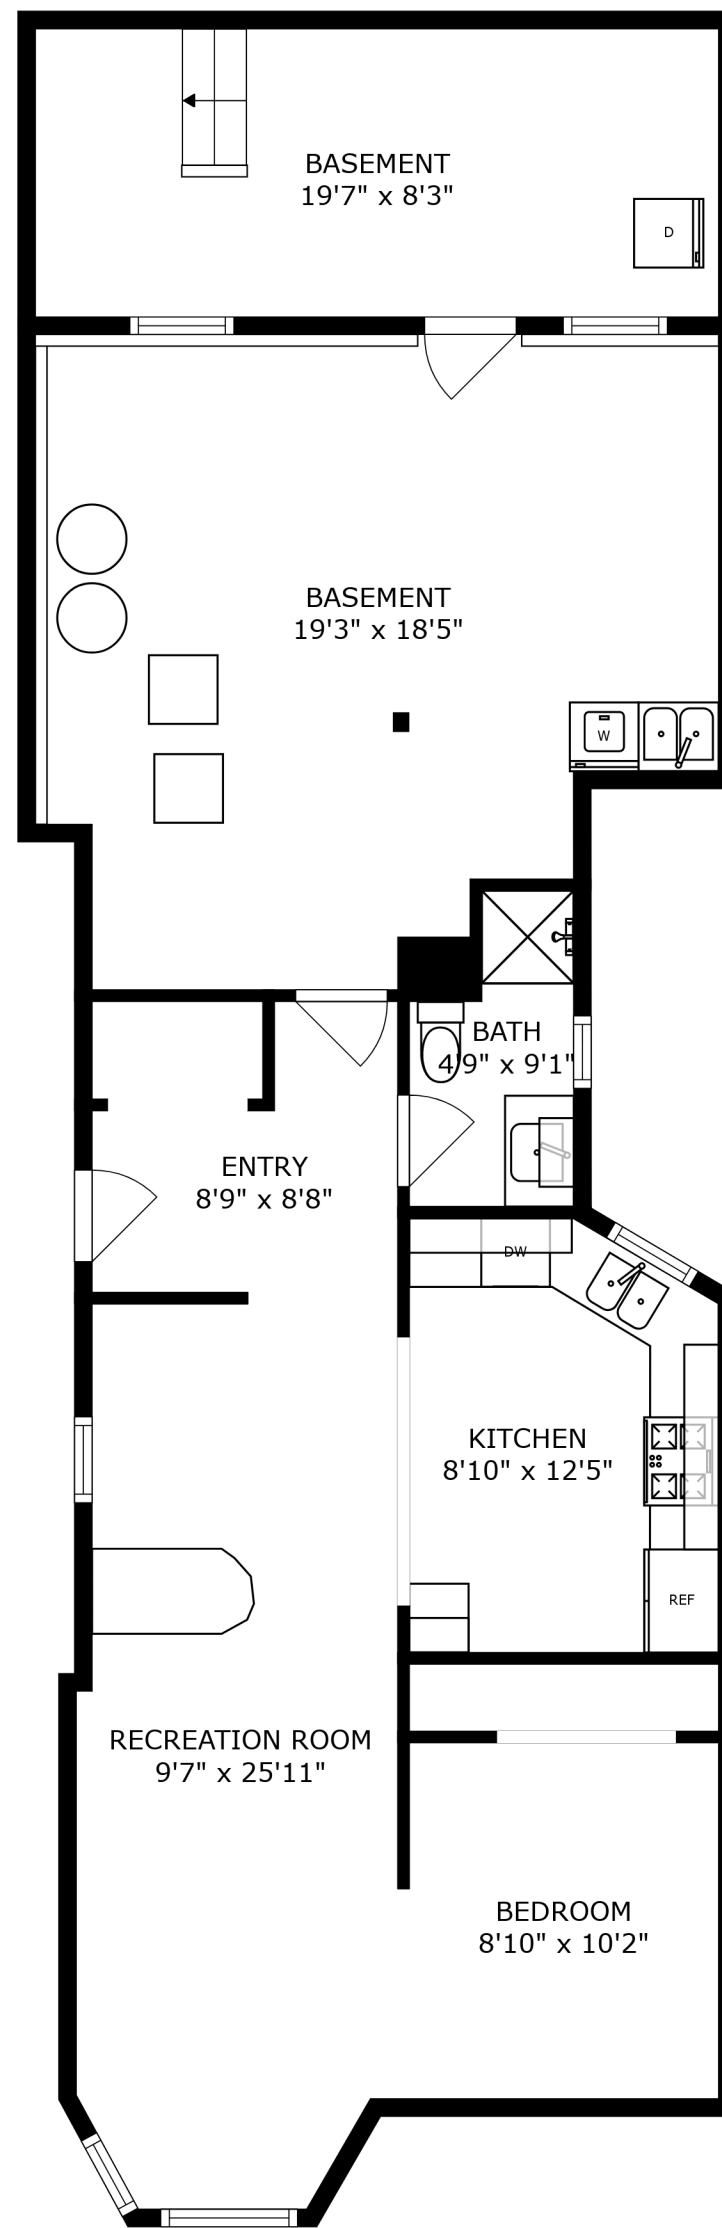 BASEMENT
19'7" x 8'3"
D
BASEMENT
19'3" x 18'5"
W
BATH
4'9" x 9'1"
ENTRY
8'9" x 8'8"
DW
KITCHEN
8'10" x 12'5"
REF
RECREATION ROOM
9'7" x 25'11"
BEDROOM
8'10" x 10'2"